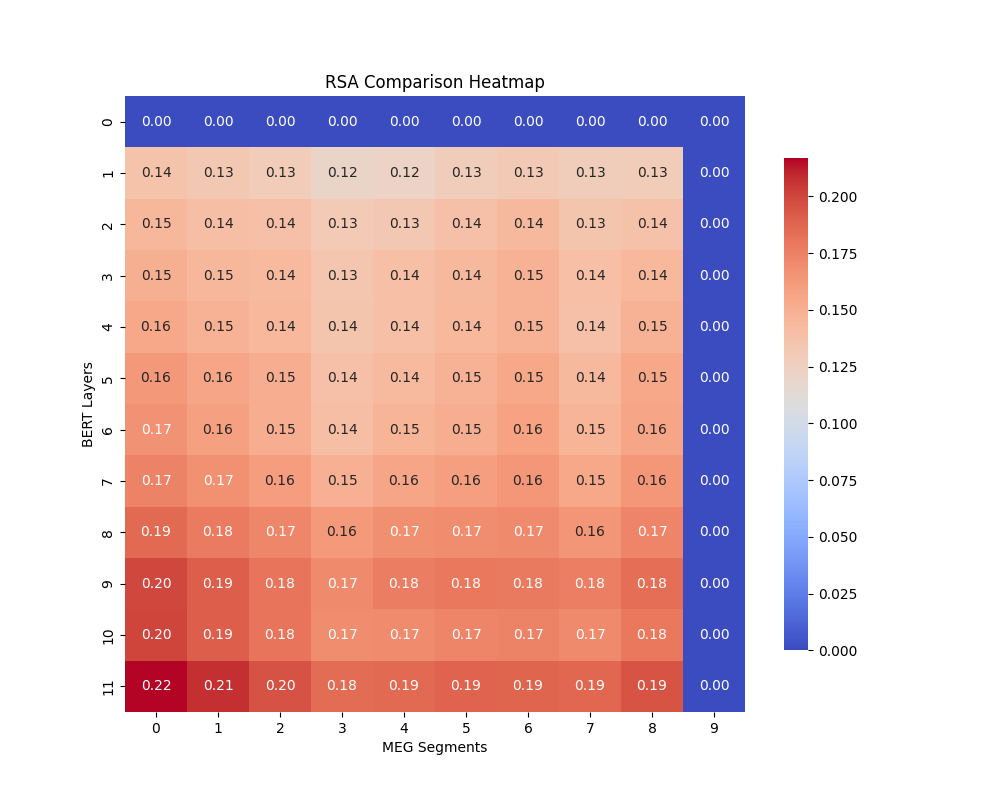 RSA Comparison Heatmap
0 0.00 0.00 0.00 0.00 0.00 0.00 0.00 0.00 0.00 0.00
1 0.14 0.13 0.13 0.12 0.12 0.13 0.13 0.13 0.13 0.00
2 0.15 0.14 0.14 0.13 0.13 0.14 0.14 0.13 0.14 0.00
3 0.15 0.15 0.14 0.13 0.14 0.14 0.15 0.14 0.14 0.00
4 0.16 0.15 0.14 0.14 0.14 0.14 0.15 0.14 0.15 0.00
5 0.16 0.16 0.15 0.14 0.14 0.15 0.15 0.14 0.15 0.00
6 0.17 0.16 0.15 0.14 0.15 0.15 0.16 0.15 0.16 0.00
7 0.17 0.17 0.16 0.15 0.16 0.16 0.16 0.15 0.16 0.00
8 0.19 0.18 0.17 0.16 0.17 0.17 0.17 0.16 0.17 0.00
9 0.20 0.19 0.18 0.17 0.18 0.18 0.18 0.18 0.18 0.00
10 0.20 0.19 0.18 0.17 0.17 0.17 0.17 0.17 0.18 0.00
11 0.22 0.21 0.20 0.18 0.19 0.19 0.19 0.19 0.19 0.00
0 1 2 3 4 5 6 7 8 9
MEG Segments
BERT Layers
0.200
0.175
0.150
0.125
0.100
0.075
0.050
0.025
0.000